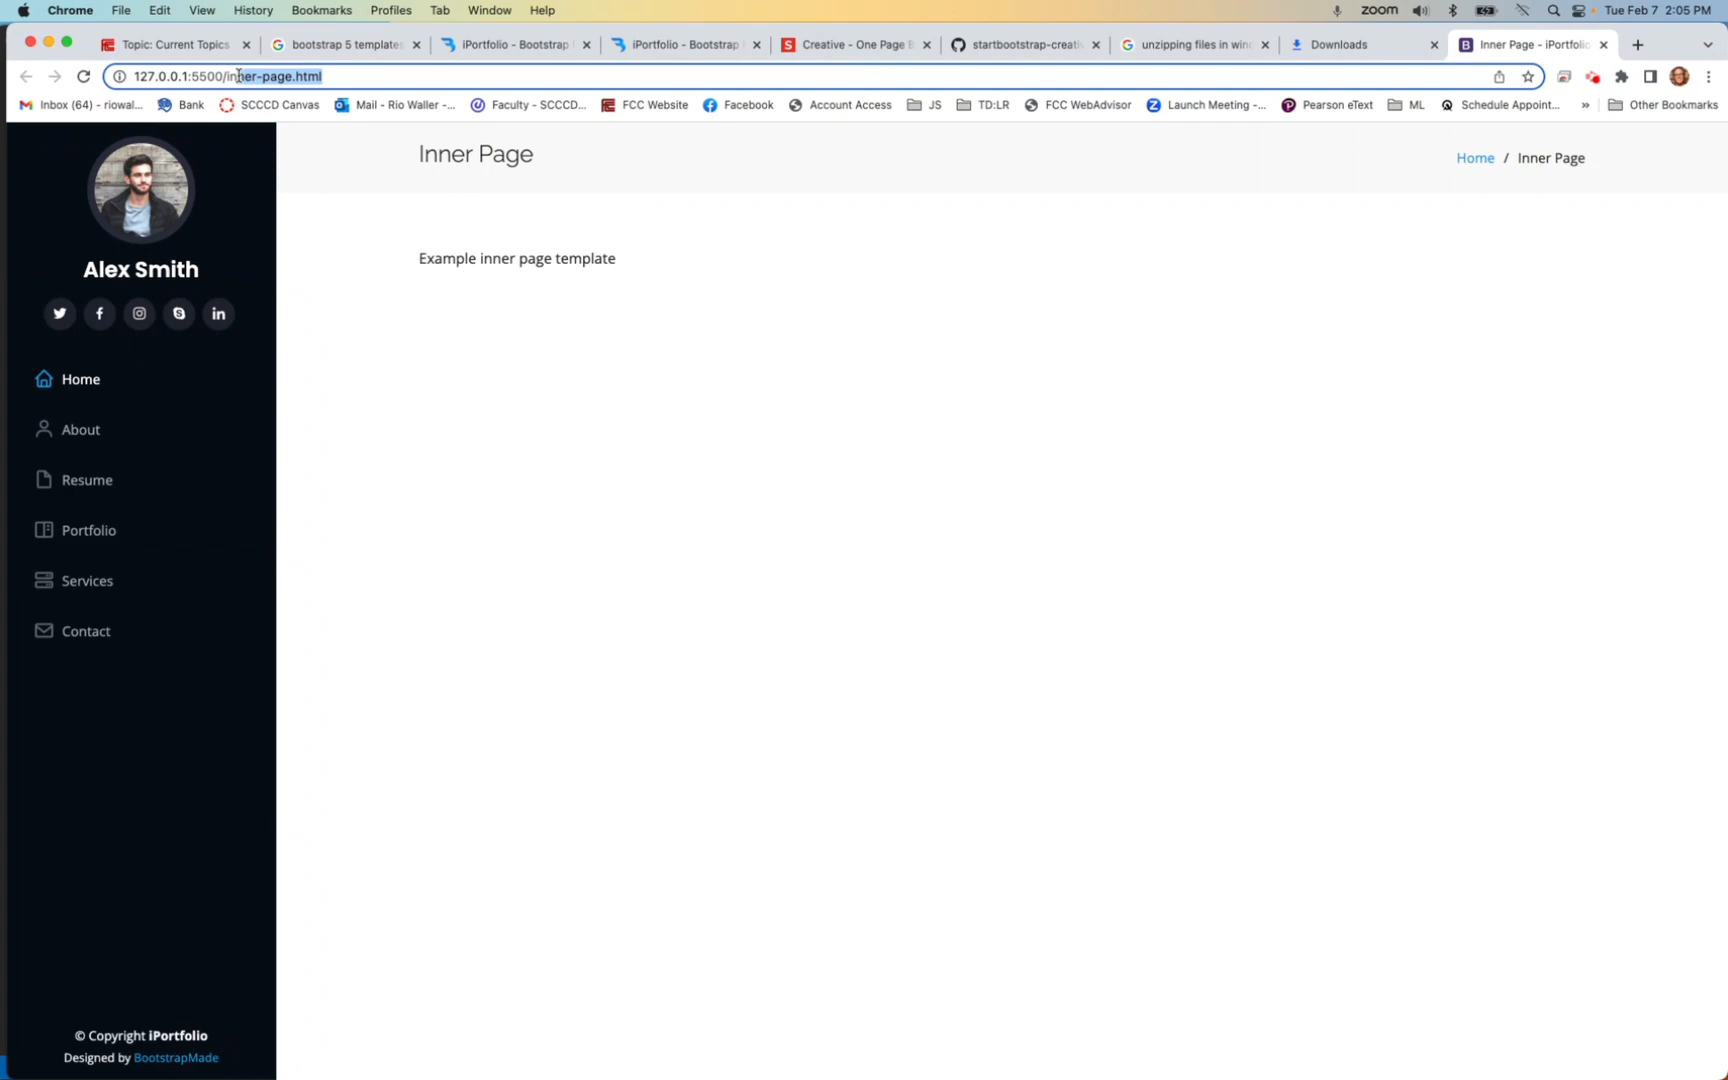 Chrome File Edit View History Bookmarks Profiles Tab Window Help zoom Tue Feb 7 2:05 PM
Topic: Current Topics bootstrap 5 templates iPortfolio - Bootstrap iPortfolio - Bootstrap Creative - One Page B startbootstrap-creati unzipping files in wind Downloads Inner Page - iPortfolio
127.0.0.1:5500/inner-page.html
Inbox (64) - riowal... Bank SCCCD Canvas Mail - Rio Waller -... Faculty - SCCCD... FCC Website Facebook Account Access JS TD:LR FCC WebAdvisor Launch Meeting -... Pearson eText ML Schedule Appoint... » Other Bookmarks
Inner Page
Home / Inner Page
Example inner page template
Alex Smith
Home
About
Resume
Portfolio
Services
Contact
© Copyright iPortfolio
Designed by BootstrapMade